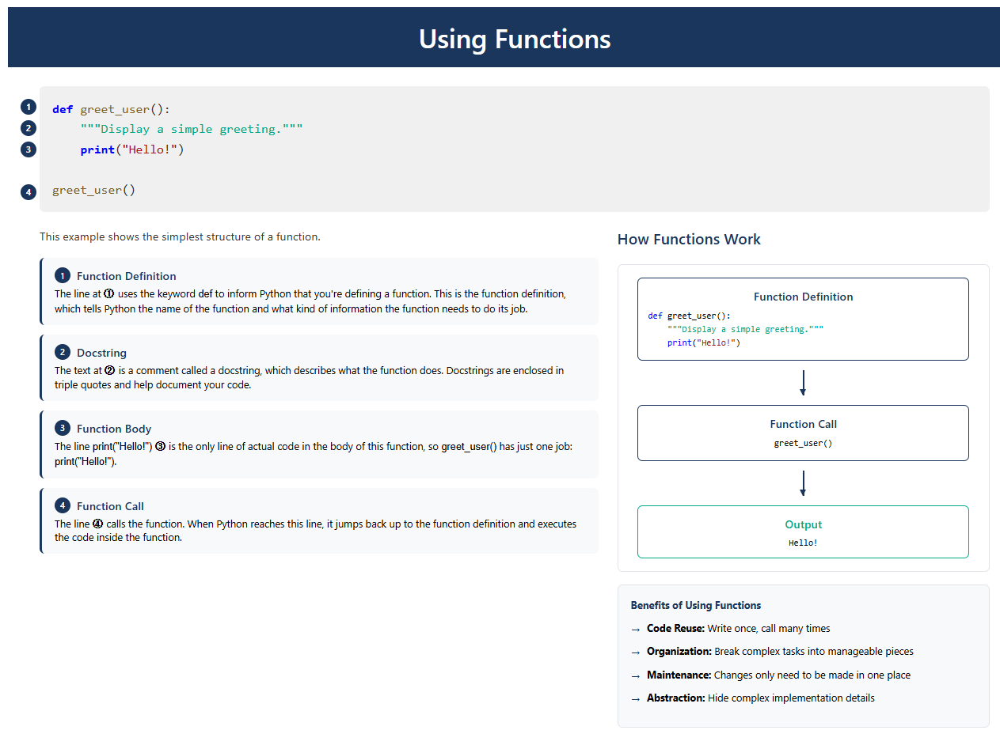 Using Functions
1 def greet_user():
2 """Display a simple greeting."""
3 print("Hello!")
4 greet_user()
This example shows the simplest structure of a function.
1 Function Definition
The line at ① uses the keyword def to inform Python that you're defining a function. This is the function definition,
which tells Python the name of the function and what kind of information the function needs to do its job.
2 Docstring
The text at ② is a comment called a docstring, which describes what the function does. Docstrings are enclosed in
triple quotes and help document your code.
3 Function Body
The line print("Hello!") ③ is the only line of actual code in the body of this function, so greet_user() has just one job:
print("Hello!").
4 Function Call
The line ④ calls the function. When Python reaches this line, it jumps back up to the function definition and executes
the code inside the function.
How Functions Work
Function Definition
def greet_user():
"""Display a simple greeting."""
print("Hello!")
Function Call
greet_user()
Output
Hello!
Benefits of Using Functions
→ Code Reuse: Write once, call many times
→ Organization: Break complex tasks into manageable pieces
→ Maintenance: Changes only need to be made in one place
→ Abstraction: Hide complex implementation details